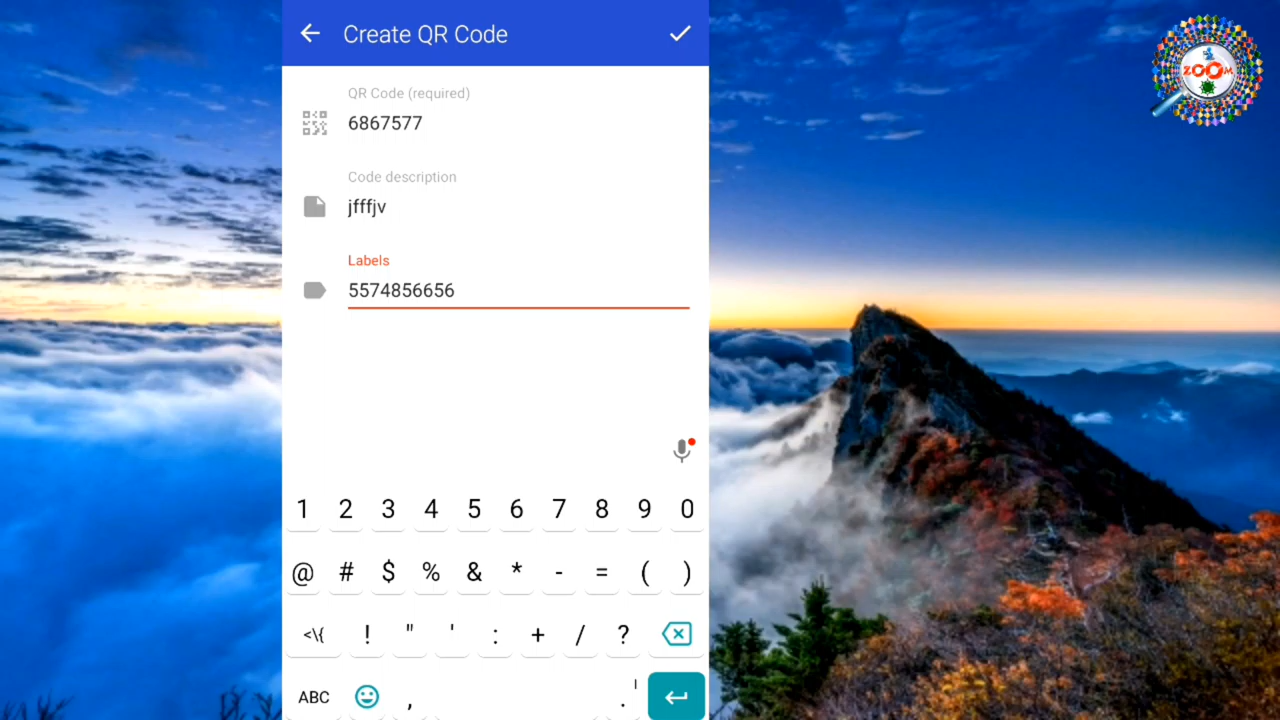 Create QR Code
ZOOM
QR Code (required)
6867577
Code description
jfffjv
Labels
5574856656
1 2 3 4 5 6 7 8 9 0
@ # $ % & * - = ( )
<\{ ! " ' : + / ?
ABC , .